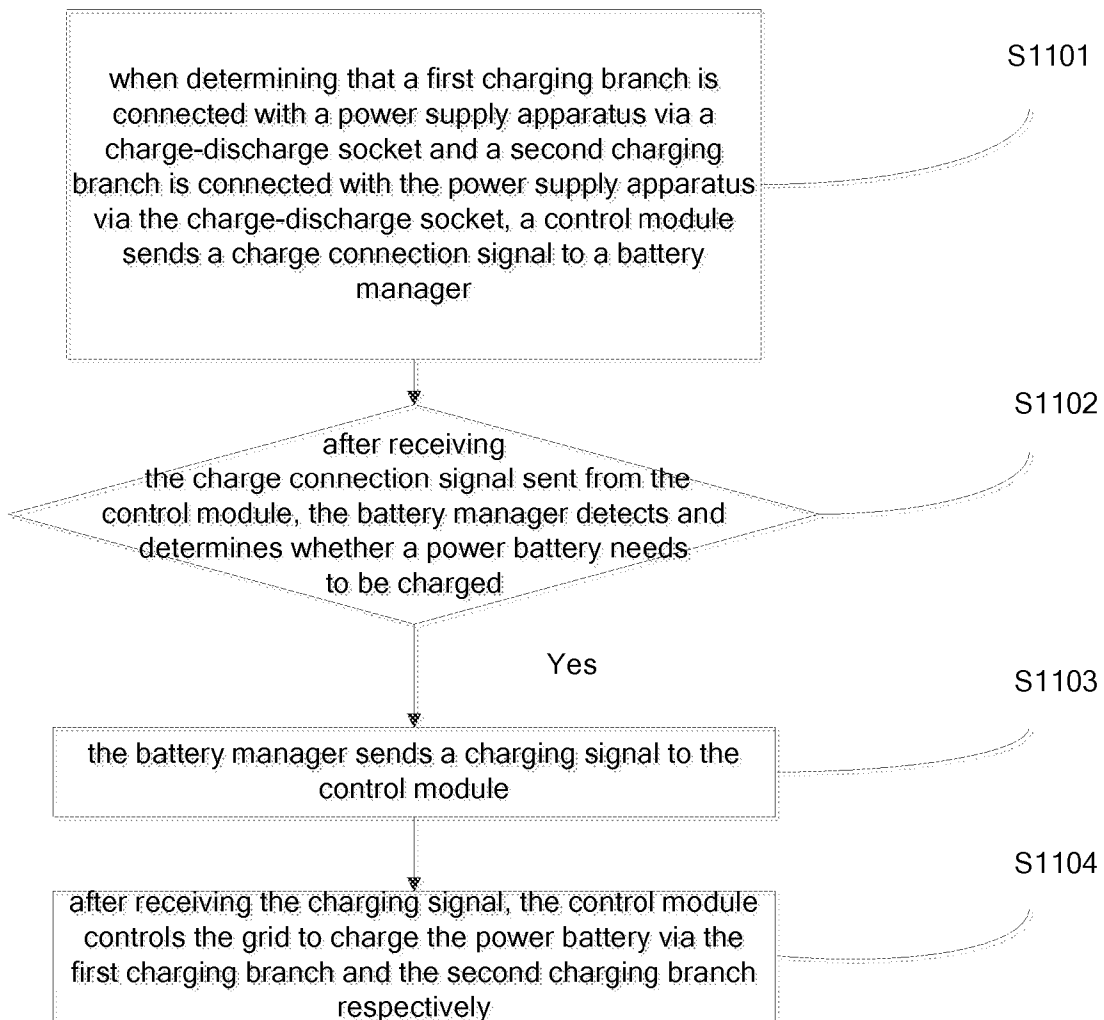 when determining that a first charging branch is
connected with a power supply apparatus via a
charge-discharge socket and a second charging
branch is connected with the power supply apparatus
via the charge-discharge socket, a control module
sends a charge connection signal to a battery
manager
S1101
after receiving
the charge connection signal sent from the
control module, the battery manager detects and
determines whether a power battery needs
to be charged
S1102
Yes
the battery manager sends a charging signal to the
control module
S1103
after receiving the charging signal, the control module
controls the grid to charge the power battery via the
first charging branch and the second charging branch
respectively
S1104